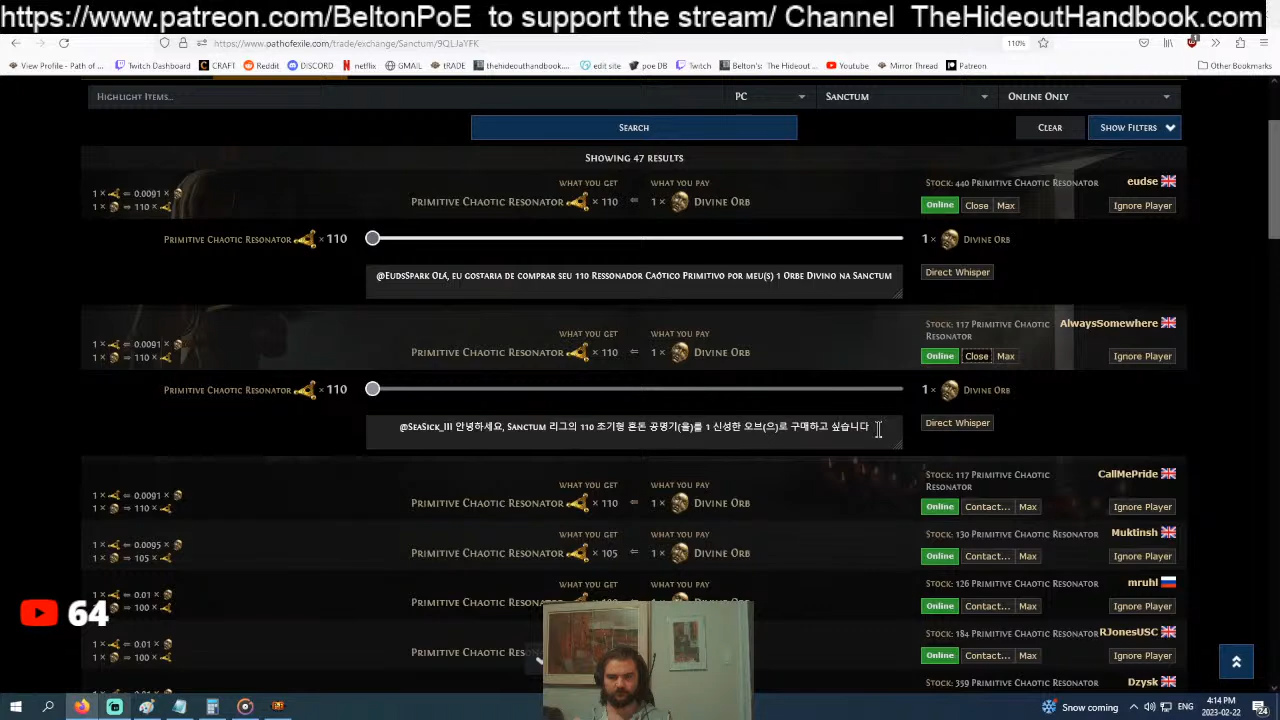 https://www.patreon.com/BeltonPoE to support the stream/ Channel TheHideoutHandbook.com
https://www.pathofexile.com/trade/exchange/Sanctum/9QLJaYFK 110%
View Profile - Path of ... Twitch Dashboard CRAFT Reddit DISCORD netflix GMAIL tRADE thehideouthandbook... edit site poe DB Twitch Belton's: The Hideout ... Youtube Mirror Thread Patreon Other Bookmarks
HIGHLIGHT ITEMS... PC SANCTUM ONLINE ONLY
SEARCH CLEAR SHOW FILTERS
SHOWING 47 RESULTS
WHAT YOU GET WHAT YOU PAY STOCK: 440 PRIMITIVE CHAOTIC RESONATOR eudse
1 × ⇐ 0.0091 ×
1 × ⇒ 110 ×
PRIMITIVE CHAOTIC RESONATOR × 110 ⇐ 1 × DIVINE ORB Online Close Max Ignore Player
PRIMITIVE CHAOTIC RESONATOR × 110 1 × DIVINE ORB
@EUDSSPARK OLÁ, EU GOSTARIA DE COMPRAR SEU 110 RESSONADOR CAÓTICO PRIMITIVO POR MEU(S) 1 ORBE DIVINO NA SANCTUM Direct Whisper
WHAT YOU GET WHAT YOU PAY STOCK: 117 PRIMITIVE CHAOTIC RESONATOR AlwaysSomewhere
1 × ⇐ 0.0091 ×
1 × ⇒ 110 ×
PRIMITIVE CHAOTIC RESONATOR × 110 ⇐ 1 × DIVINE ORB Online Close Max Ignore Player
PRIMITIVE CHAOTIC RESONATOR × 110 1 × DIVINE ORB
@SEASICK_III 안녕하세요, SANCTUM 리그의 110 조기형 혼돈 공명기(을)를 1 신성한 오브(으)로 구매하고 싶습니다 Direct Whisper
WHAT YOU GET WHAT YOU PAY STOCK: 117 PRIMITIVE CHAOTIC RESONATOR CallMePride
1 × ⇐ 0.0091 ×
1 × ⇒ 110 ×
PRIMITIVE CHAOTIC RESONATOR × 110 ⇐ 1 × DIVINE ORB Online Contact... Max Ignore Player
WHAT YOU GET WHAT YOU PAY STOCK: 130 PRIMITIVE CHAOTIC RESONATOR Muktinsh
1 × ⇐ 0.0095 ×
1 × ⇒ 105 ×
PRIMITIVE CHAOTIC RESONATOR × 105 ⇐ 1 × DIVINE ORB Online Contact... Max Ignore Player
WHAT YOU GET WHAT YOU PAY STOCK: 126 PRIMITIVE CHAOTIC RESONATOR mruhl
1 × ⇐ 0.01 ×
1 × ⇒ 100 ×
PRIMITIVE CHAOTIC RESONATOR Online Contact... Max Ignore Player
64
STOCK: 184 PRIMITIVE CHAOTIC RESONATOR RJonesUSC
1 × ⇐ 0.01 ×
1 × ⇒ 100 ×
PRIMITIVE CHAOTIC Online Contact... Max Ignore Player
STOCK: 359 PRIMITIVE CHAOTIC RESONATOR Dzysk
Snow coming ENG 4:14 PM
2023-02-22 24